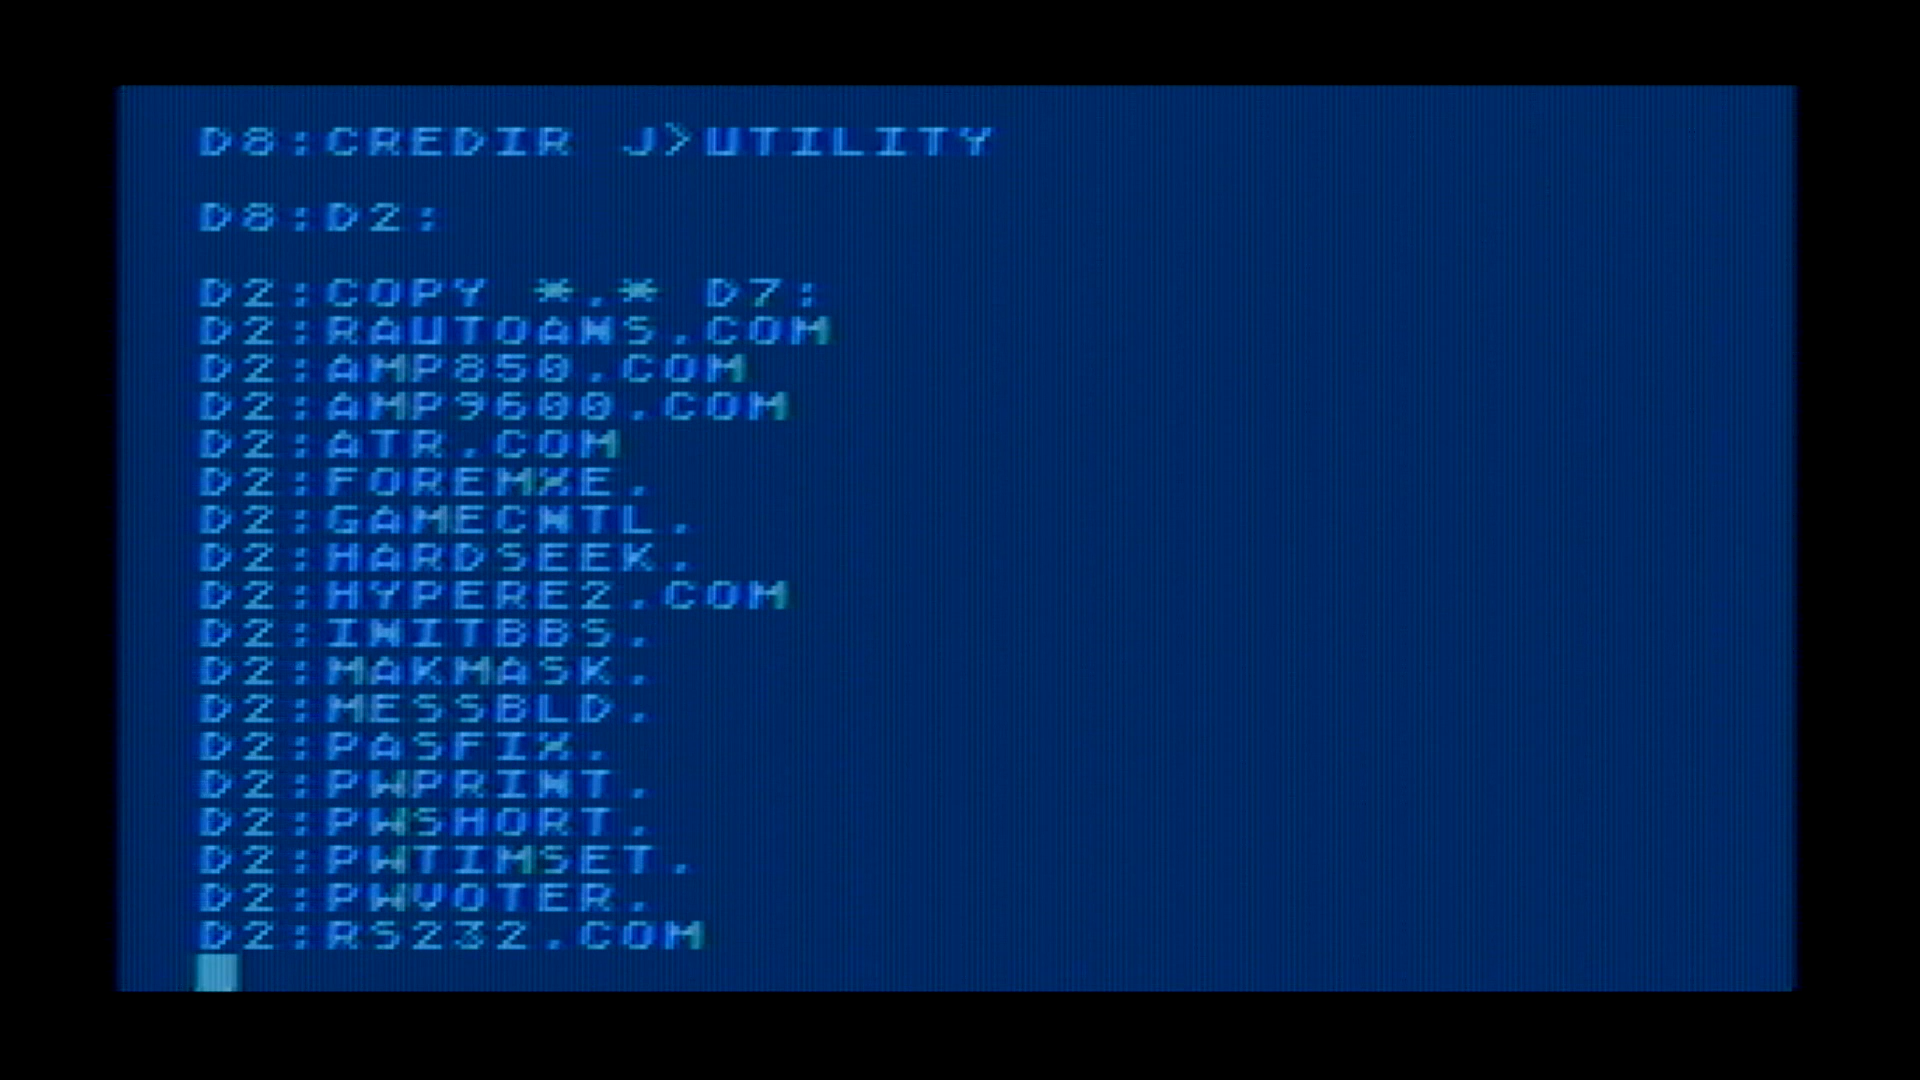 D8:CREDIR J>UTILITY
D8:D2:
D2:COPY *.* D7:
D2:RAUTOANS.COM
D2:AMP850.COM
D2:AMP9600.COM
D2:ATR.COM
D2:FOREMXE.
D2:GAMECNTL.
D2:HARDSEEK.
D2:HYPERE2.COM
D2:INITBBS.
D2:MAKMASK.
D2:MESSBLD.
D2:PASFIX.
D2:PWPRINT.
D2:PWSHORT.
D2:PWTIMSET.
D2:PWVOTER.
D2:RS232.COM